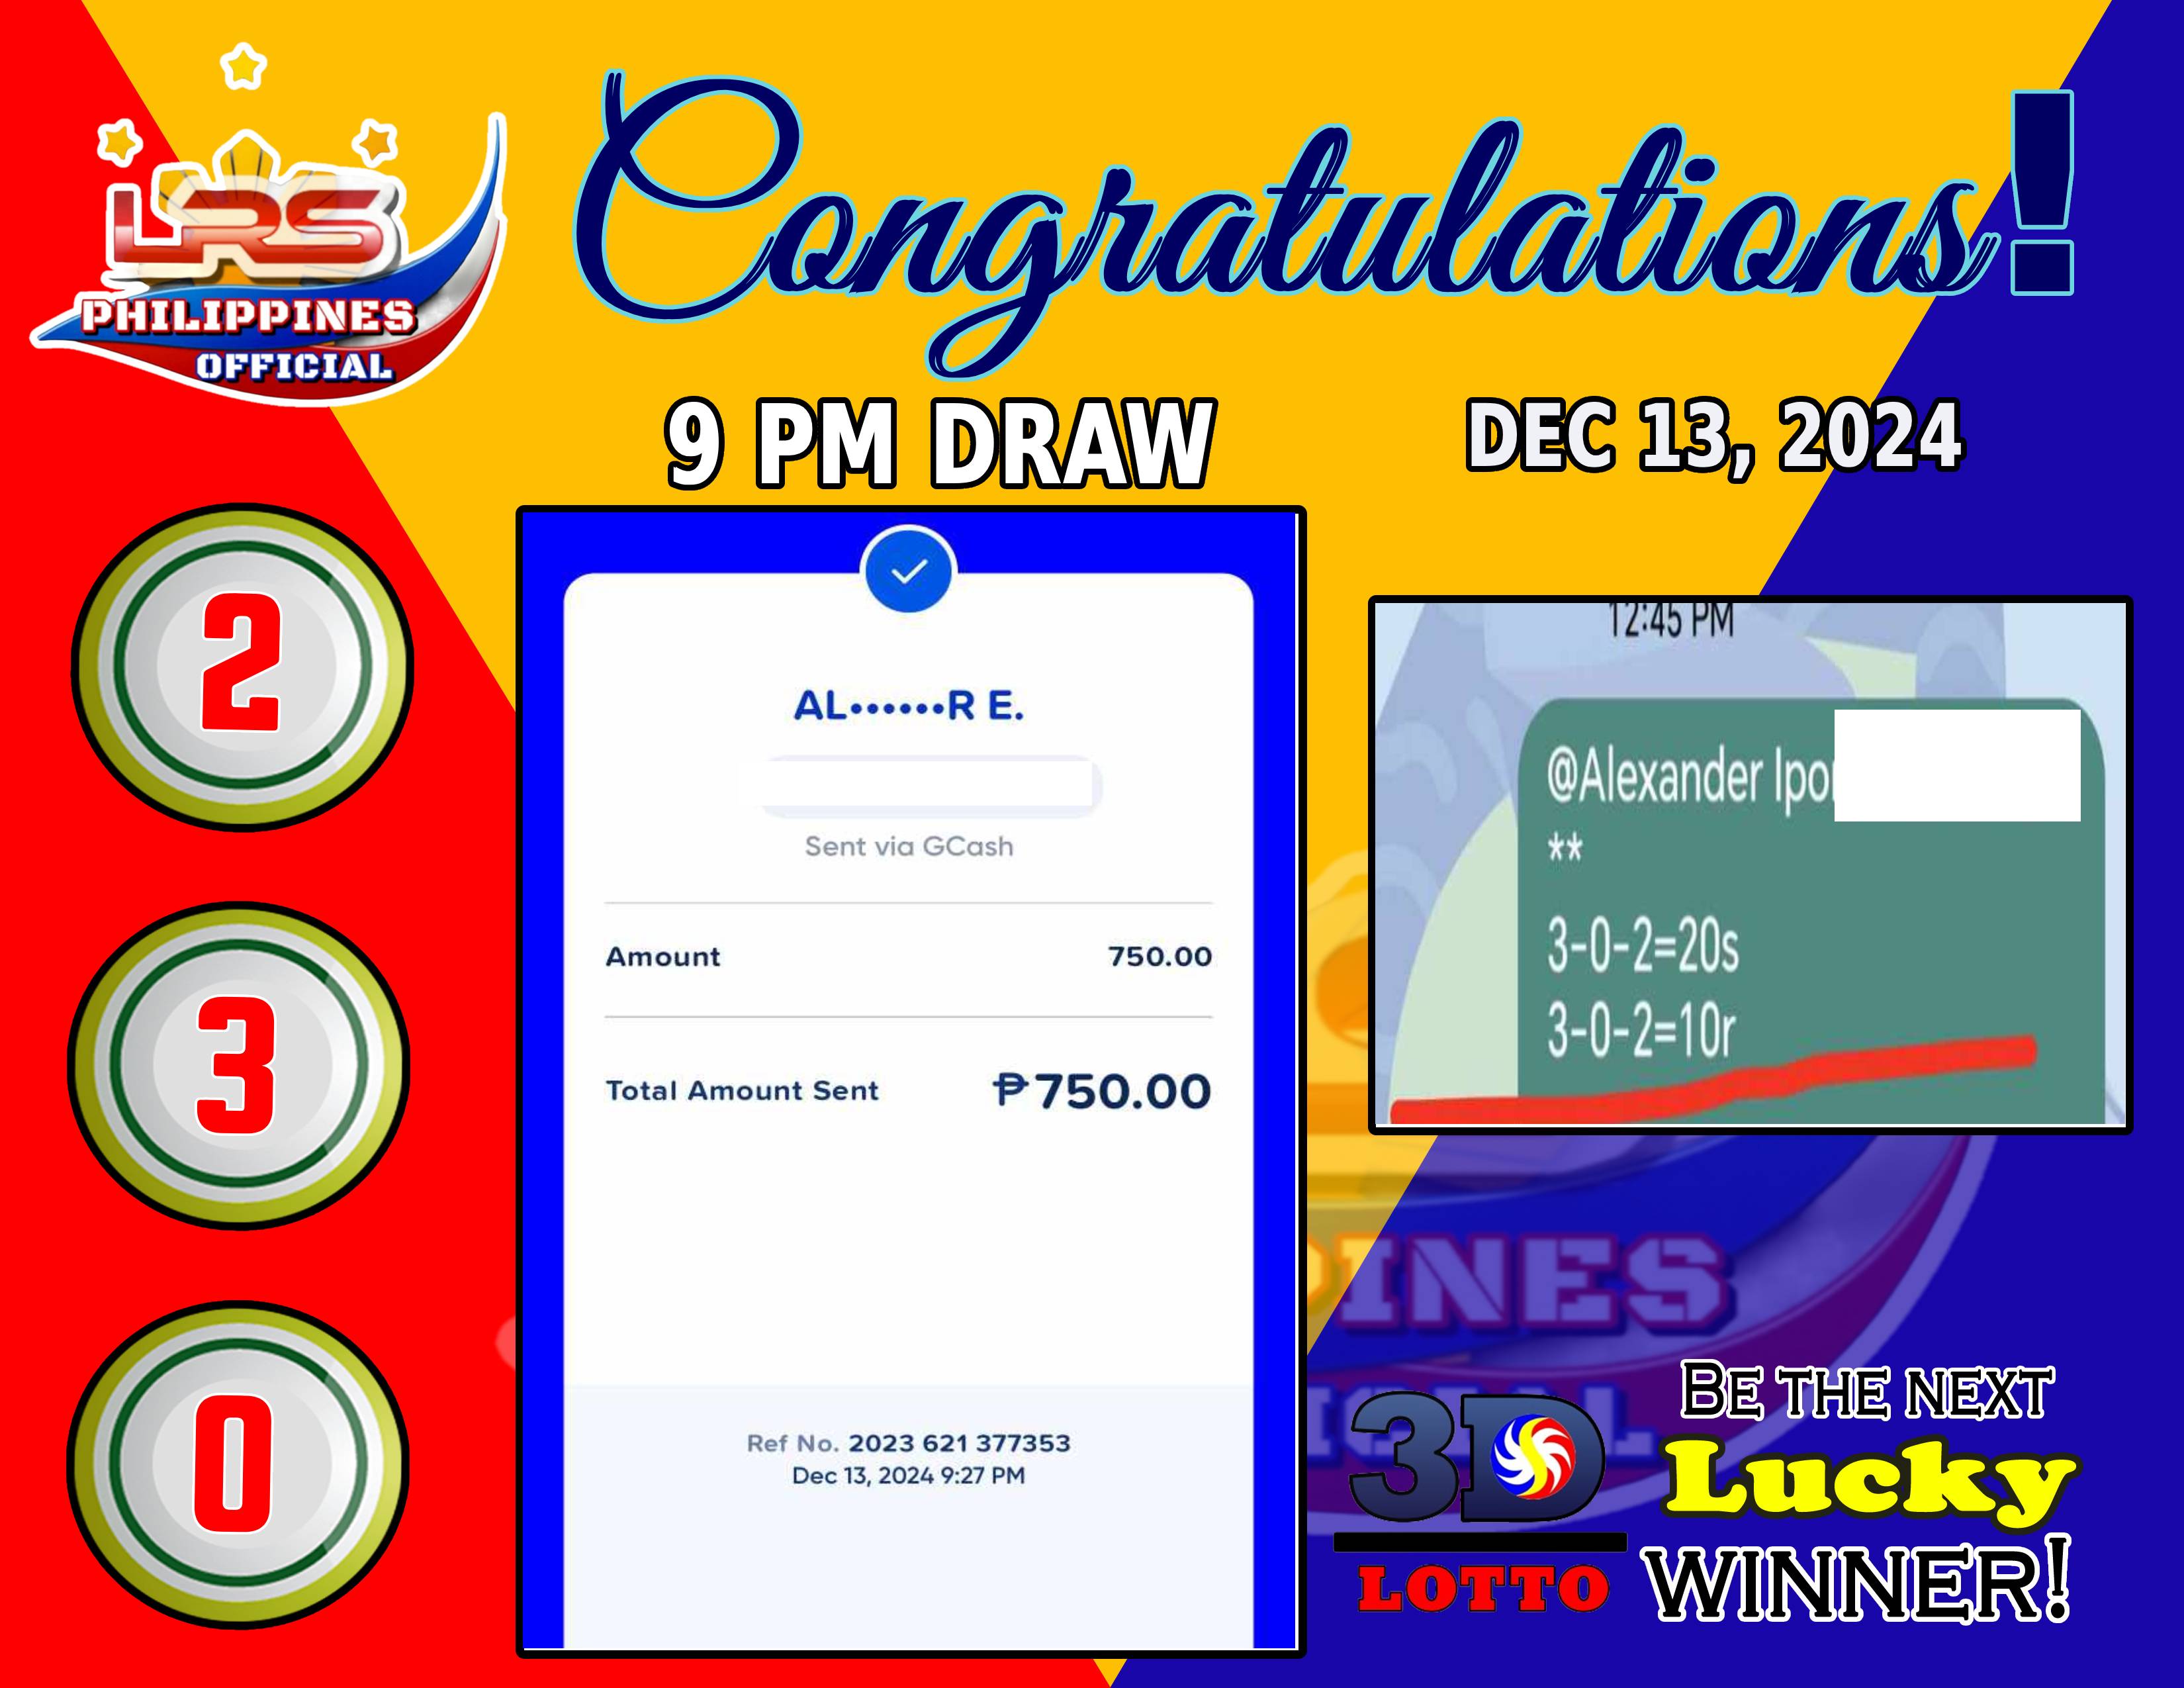 LRS
PHILIPPINES
OFFICIAL
Congratulations!
9 PM DRAW
DEC 13, 2024
2
3
0
AL••••••R E.
Sent via GCash
Amount 750.00
Total Amount Sent ₱750.00
Ref No. 2023 621 377353
Dec 13, 2024 9:27 PM
12:45 PM
@Alexander Ipo
**
3-0-2=20s
3-0-2=10r
PINES
3D
LOTTO
BE THE NEXT
Lucky
WINNER!